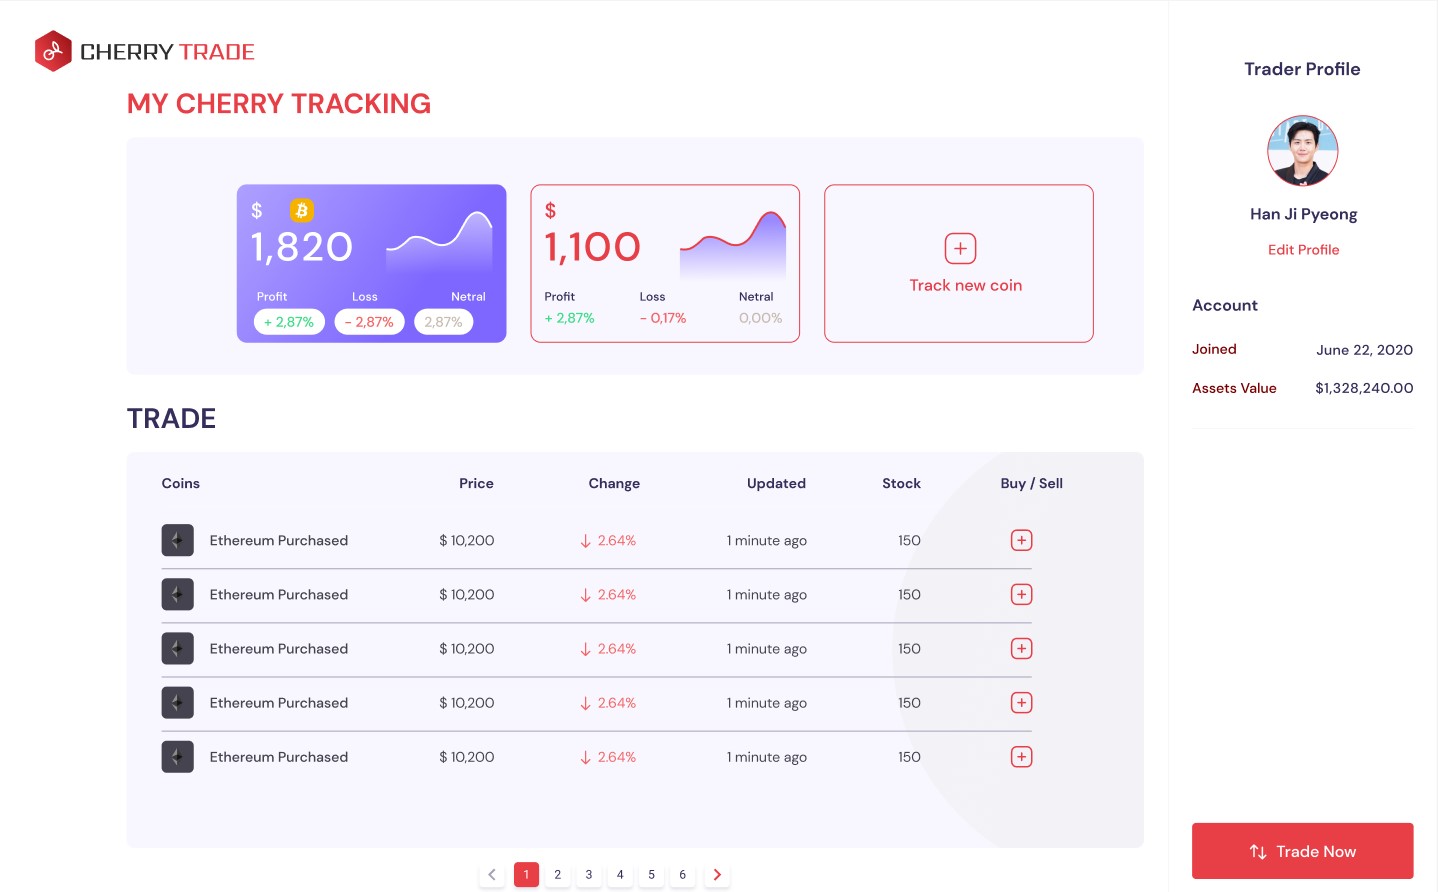 CHERRY TRADE
MY CHERRY TRACKING
$
1,820
Profit Loss Netral
+ 2,87% - 2,87% 2,87%
$
1,100
Profit Loss Netral
+ 2,87% - 0,17% 0,00%
Track new coin
TRADE
Coins Price Change Updated Stock Buy / Sell
Ethereum Purchased $ 10,200 2.64% 1 minute ago 150
Ethereum Purchased $ 10,200 2.64% 1 minute ago 150
Ethereum Purchased $ 10,200 2.64% 1 minute ago 150
Ethereum Purchased $ 10,200 2.64% 1 minute ago 150
Ethereum Purchased $ 10,200 2.64% 1 minute ago 150
1 2 3 4 5 6
Trader Profile
Han Ji Pyeong
Edit Profile
Account
Joined June 22, 2020
Assets Value $1,328,240.00
Trade Now